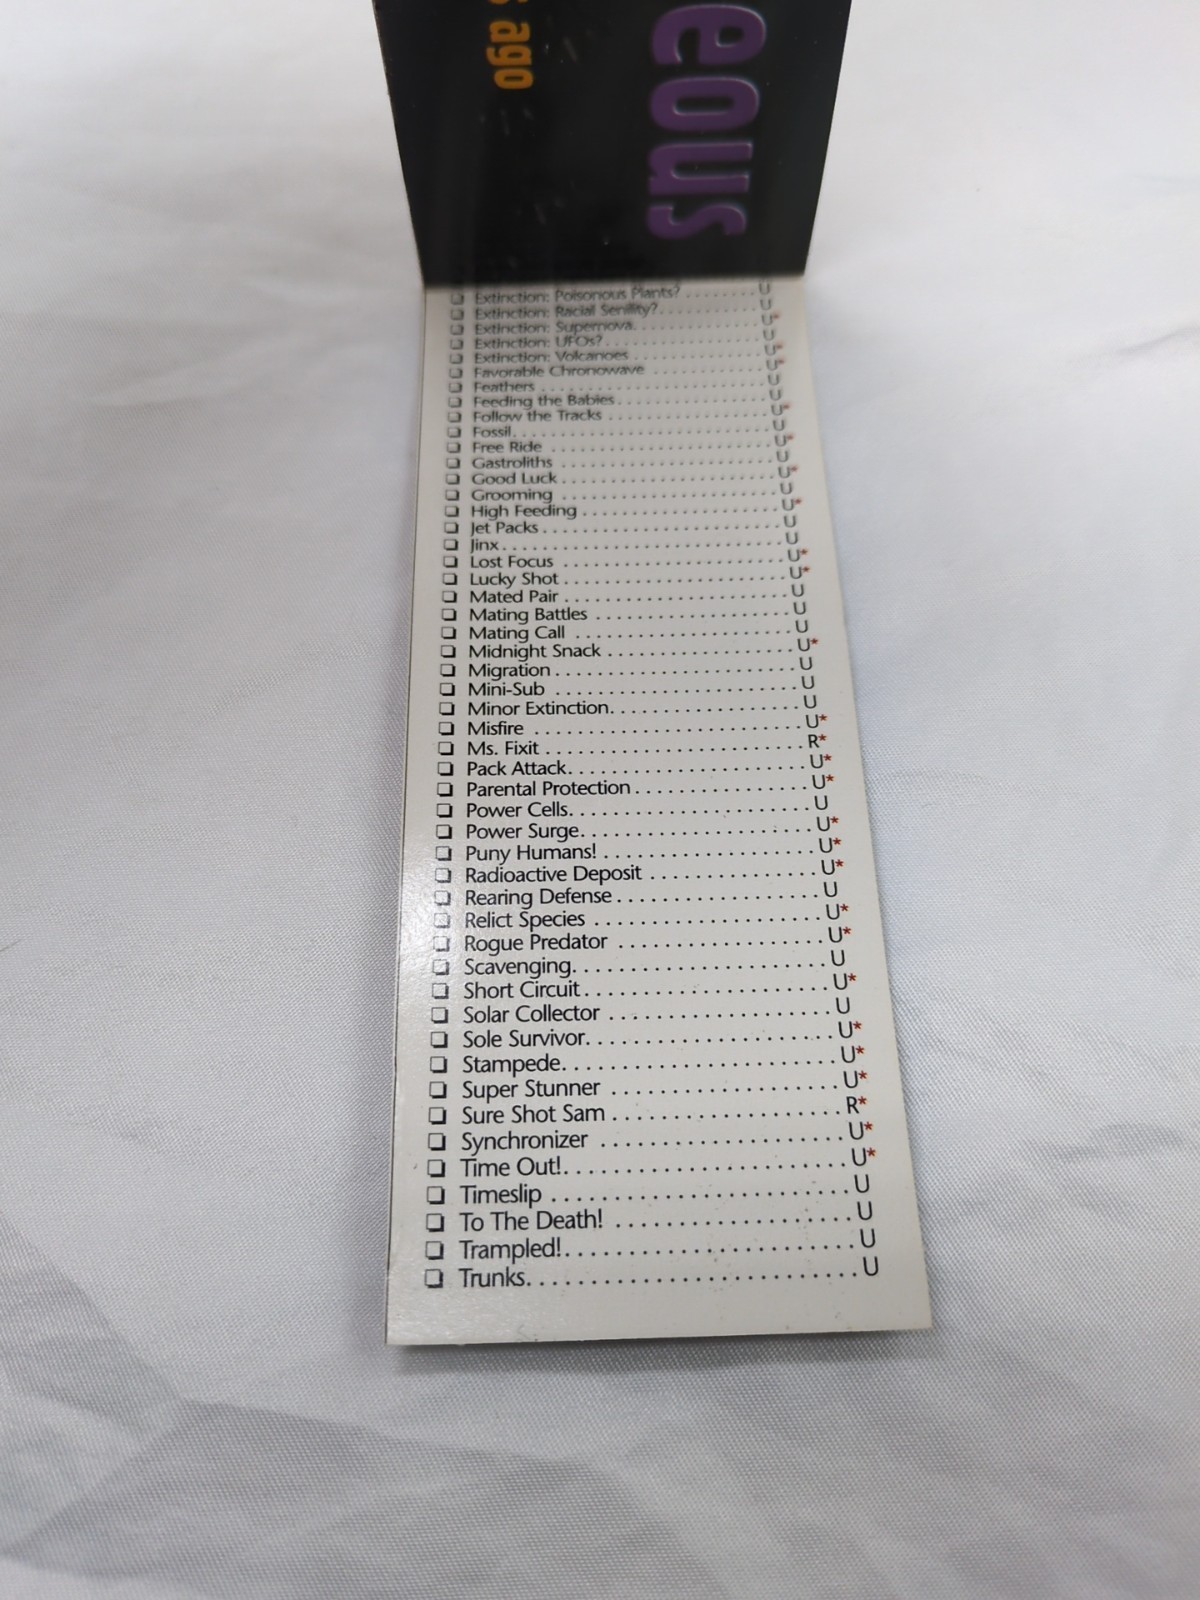 eous
s ago
❏ Extinction: Poisonous Plants? ........ U
❏ Extinction: Racial Senility?........... U
❏ Extinction: Supernova............... U*
❏ Extinction: UFOs?.................. U
❏ Extinction: Volcanoes .............. U*
❏ Favorable Chronowave ............ U*
❏ Feathers .......................... U
❏ Feeding the Babies................. U
❏ Follow the Tracks .................. U*
❏ Fossil............................. U
❏ Free Ride ......................... U*
❏ Gastroliths ........................ U
❏ Good Luck........................ U*
❏ Grooming ........................ U
❏ High Feeding...................... U*
❏ Jet Packs.......................... U
❏ Jinx............................... U
❏ Lost Focus ........................ U*
❏ Lucky Shot........................ U*
❏ Mated Pair ........................ U
❏ Mating Battles ..................... U
❏ Mating Call ....................... U
❏ Midnight Snack .................... U*
❏ Migration......................... U
❏ Mini-Sub ......................... U
❏ Minor Extinction................... U
❏ Misfire ........................... U*
❏ Ms. Fixit .......................... R*
❏ Pack Attack........................ U*
❏ Parental Protection................. U*
❏ Power Cells........................ U
❏ Power Surge....................... U*
❏ Puny Humans! .................... U*
❏ Radioactive Deposit ................ U*
❏ Rearing Defense................... U
❏ Relict Species ..................... U*
❏ Rogue Predator ................... U*
❏ Scavenging........................ U
❏ Short Circuit....................... U*
❏ Solar Collector .................... U
❏ Sole Survivor...................... U*
❏ Stampede......................... U*
❏ Super Stunner .................... U*
❏ Sure Shot Sam .................... R*
❏ Synchronizer ..................... U*
❏ Time Out!........................ U*
❏ Timeslip ......................... U
❏ To The Death! .................... U
❏ Trampled!........................ U
❏ Trunks........................... U